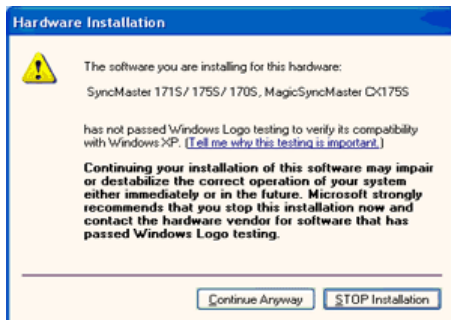 Hardware Installation
The software you are installing for this hardware:
SyncMaster 171S/ 175S/ 170S, MagicSyncMaster CX175S
has not passed Windows Logo testing to verify its compatibility
with Windows XP. (Tell me why this testing is important.)
Continuing your installation of this software may impair
or destabilize the correct operation of your system
either immediately or in the future. Microsoft strongly
recommends that you stop this installation now and
contact the hardware vendor for software that has
passed Windows Logo testing.
Continue Anyway
STOP Installation